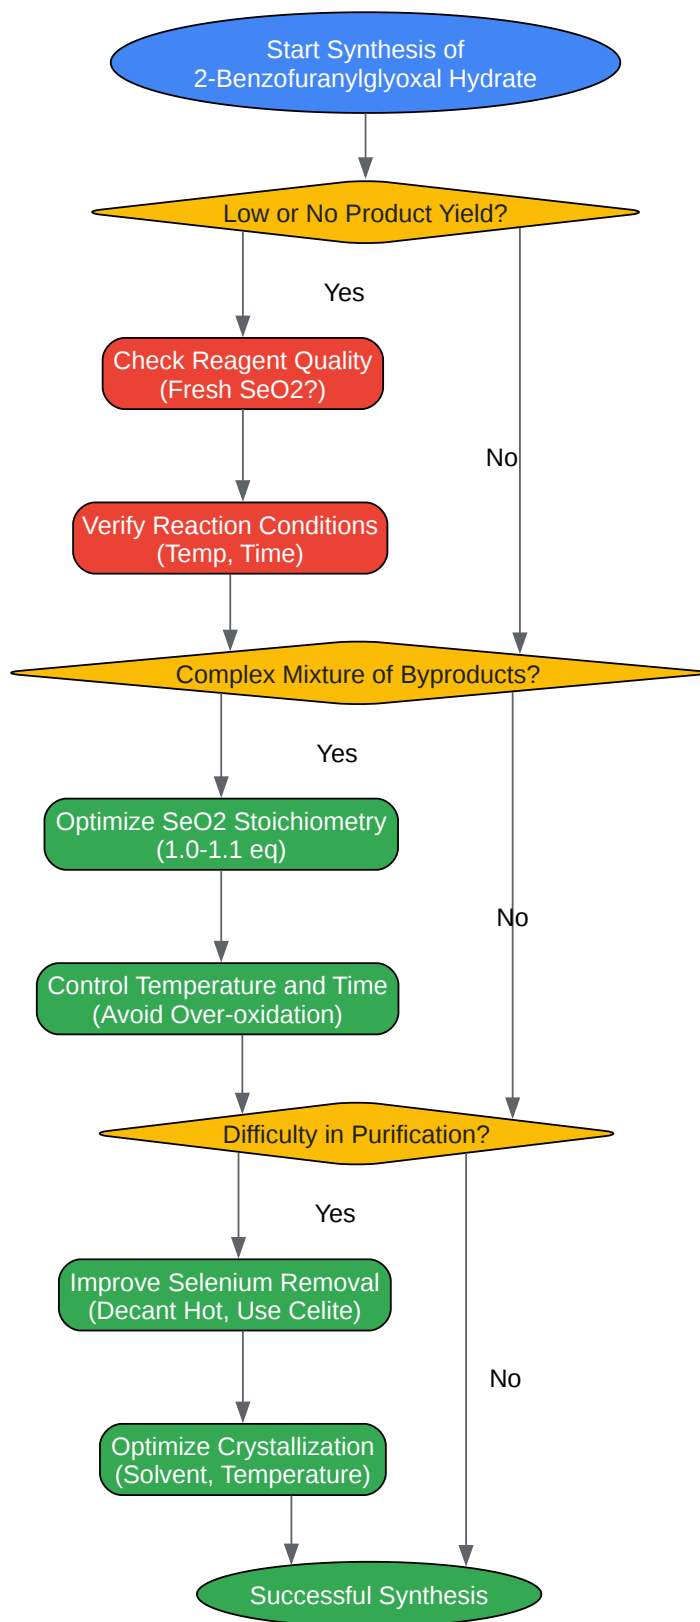 Start Synthesis of
2-Benzofuranylglyoxal Hydrate
Low or No Product Yield?
Yes
Check Reagent Quality
(Fresh SeO2?)
No
Verify Reaction Conditions
(Temp, Time)
Complex Mixture of Byproducts?
Yes
Optimize SeO2 Stoichiometry
(1.0-1.1 eq)
No
Control Temperature and Time
(Avoid Over-oxidation)
Difficulty in Purification?
Yes
Improve Selenium Removal
(Decant Hot, Use Celite)
No
Optimize Crystallization
(Solvent, Temperature)
Successful Synthesis